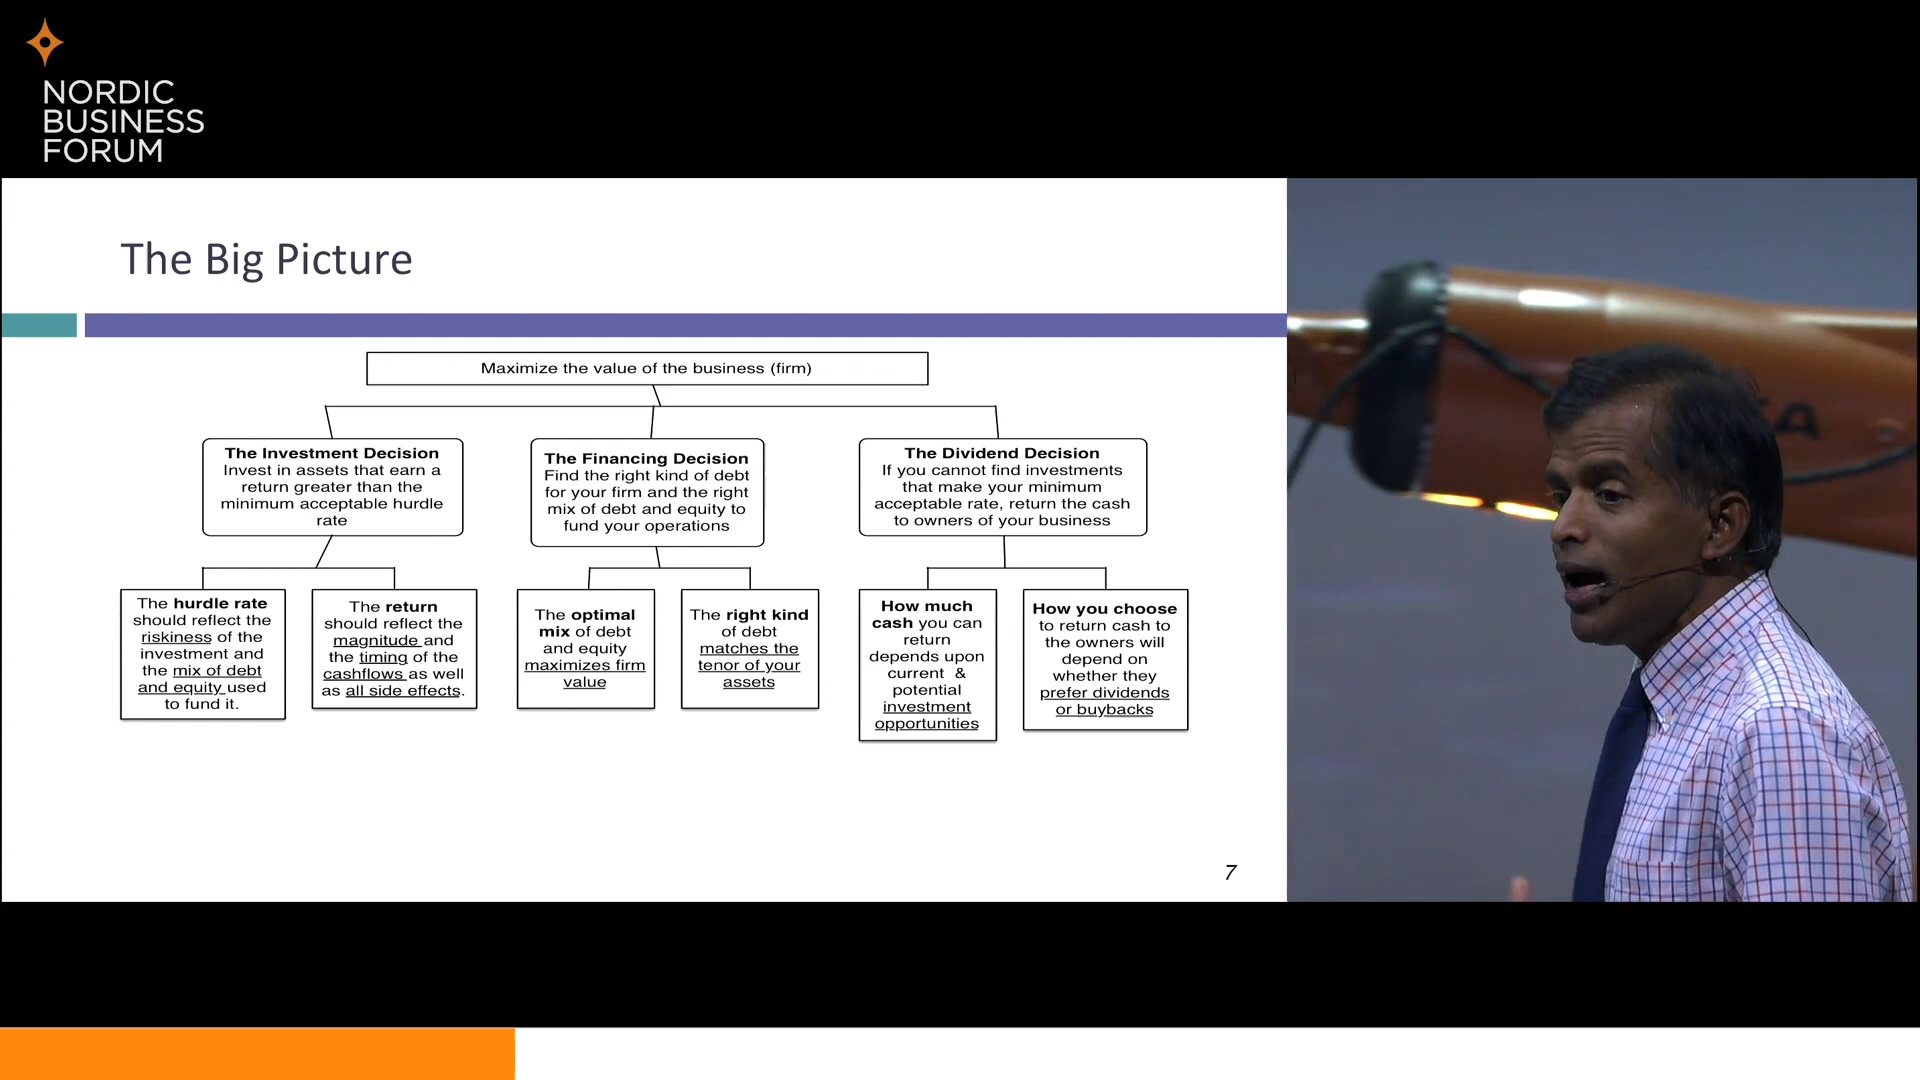 NORDIC
BUSINESS
FORUM
The Big Picture
Maximize the value of the business (firm)
The Investment Decision
Invest in assets that earn a
return greater than the
minimum acceptable hurdle
rate
The Financing Decision
Find the right kind of debt
for your firm and the right
mix of debt and equity to
fund your operations
The Dividend Decision
If you cannot find investments
that make your minimum
acceptable rate, return the cash
to owners of your business
The hurdle rate
should reflect the
riskiness of the
investment and
the mix of debt
and equity used
to fund it.
The return
should reflect the
magnitude and
the timing of the
cashflows as well
as all side effects.
The optimal
mix of debt
and equity
maximizes firm
value
The right kind
of debt
matches the
tenor of your
assets
How much
cash you can
return
depends upon
current &
potential
investment
opportunities
How you choose
to return cash to
the owners will
depend on
whether they
prefer dividends
or buybacks
7